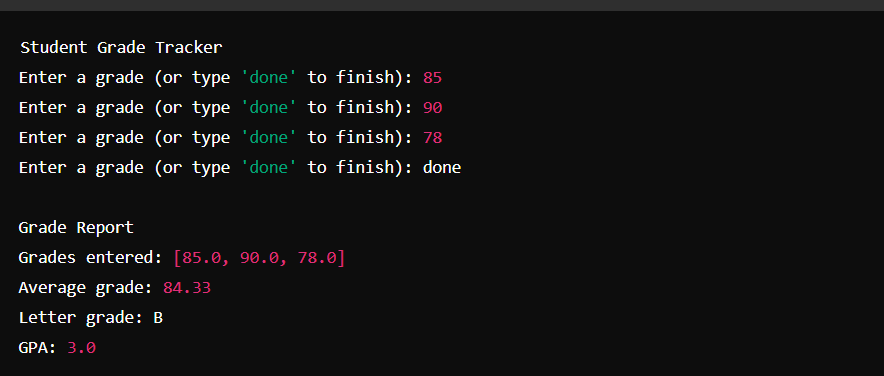 Student Grade Tracker
Enter a grade (or type 'done' to finish): 85
Enter a grade (or type 'done' to finish): 90
Enter a grade (or type 'done' to finish): 78
Enter a grade (or type 'done' to finish): done
Grade Report
Grades entered: [85.0, 90.0, 78.0]
Average grade: 84.33
Letter grade: B
GPA: 3.0